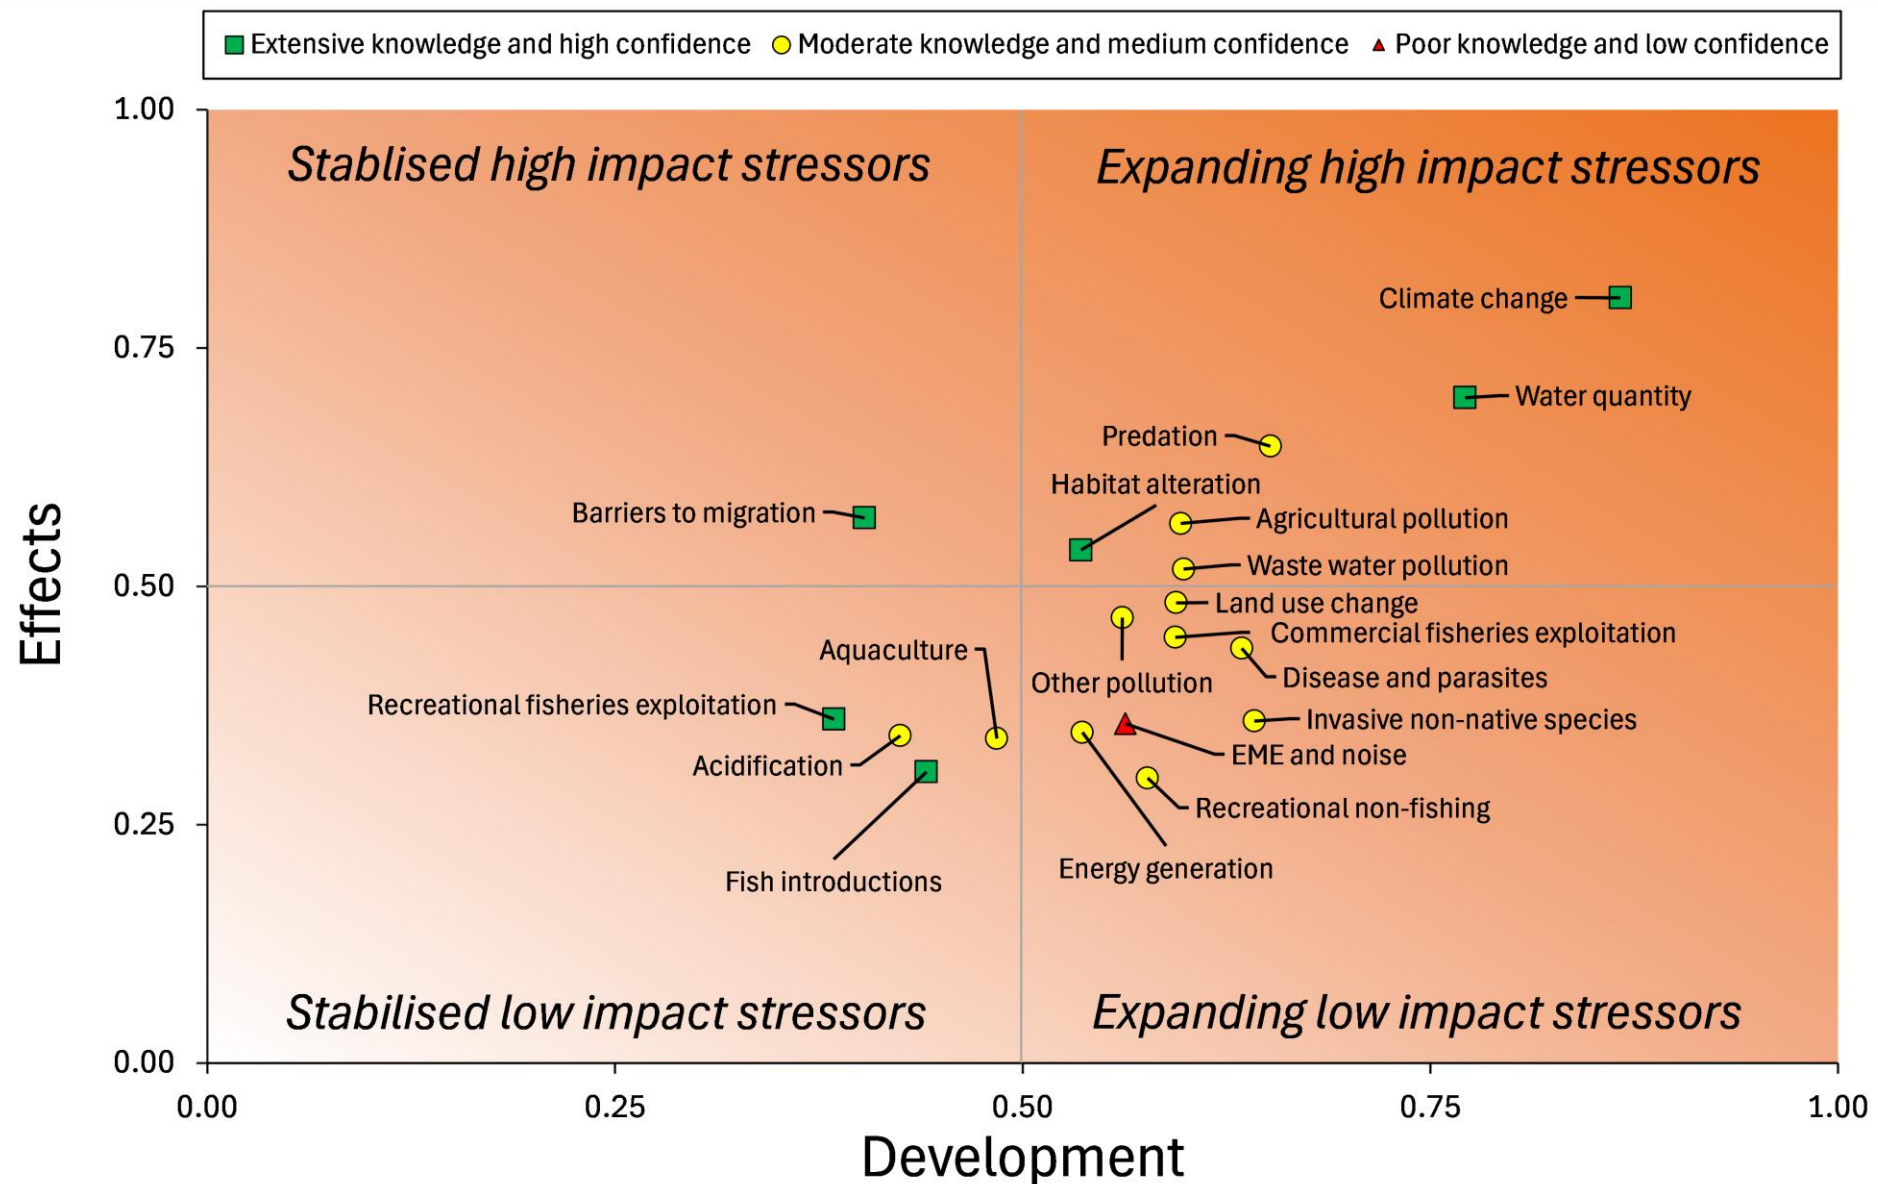 Extensive knowledge and high confidence Moderate knowledge and medium confidence Poor knowledge and low confidence
1.00
Stablised high impact stressors Expanding high impact stressors
Climate change
0.75
Water quantity
Predation
Habitat alteration
Barriers to migration
Agricultural pollution
Waste water pollution
0.50
Land use change
Commercial fisheries exploitation
Aquaculture
Disease and parasites
Other pollution
Recreational fisheries exploitation
Invasive non-native species
EME and noise
Acidification
Recreational non-fishing
0.25
Energy generation
Fish introductions
Stabilised low impact stressors Expanding low impact stressors
0.00
0.00 0.25 0.50 0.75 1.00
Development
Effects